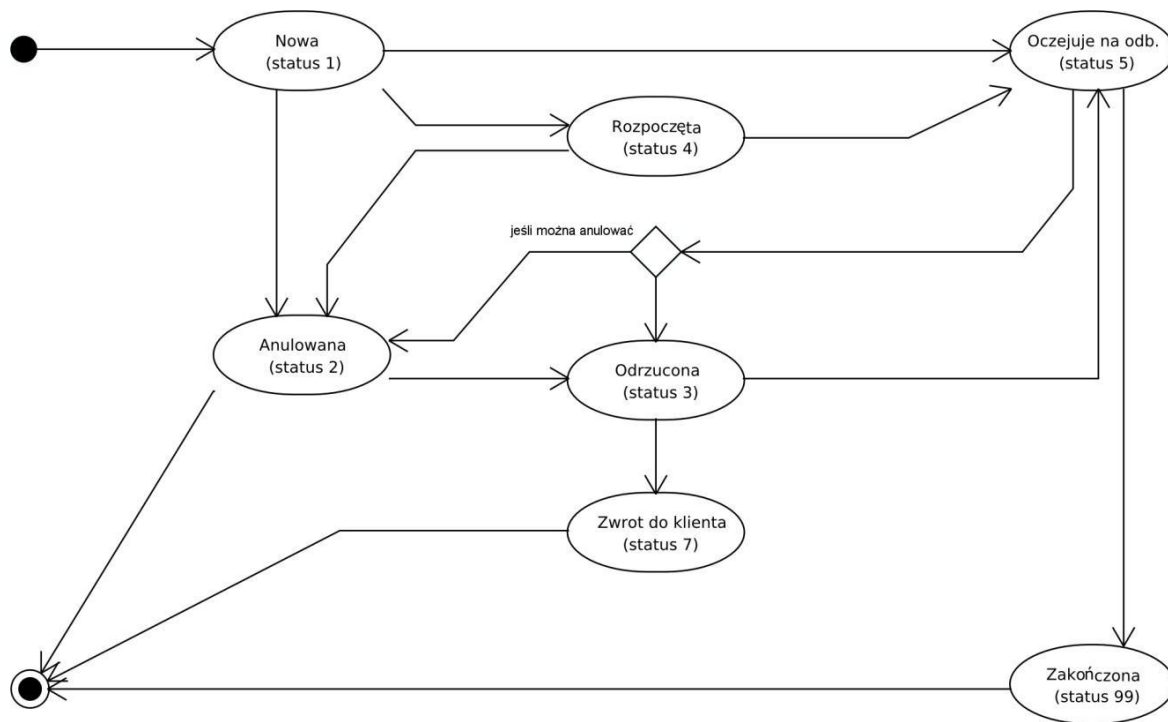 Nowa
(status 1)
Oczejuje na odb.
(status 5)
Rozpoczęta
(status 4)
jeśli można anulować
Anulowana
(status 2)
Odrzucona
(status 3)
Zwrot do klienta
(status 7)
Zakończona
(status 99)